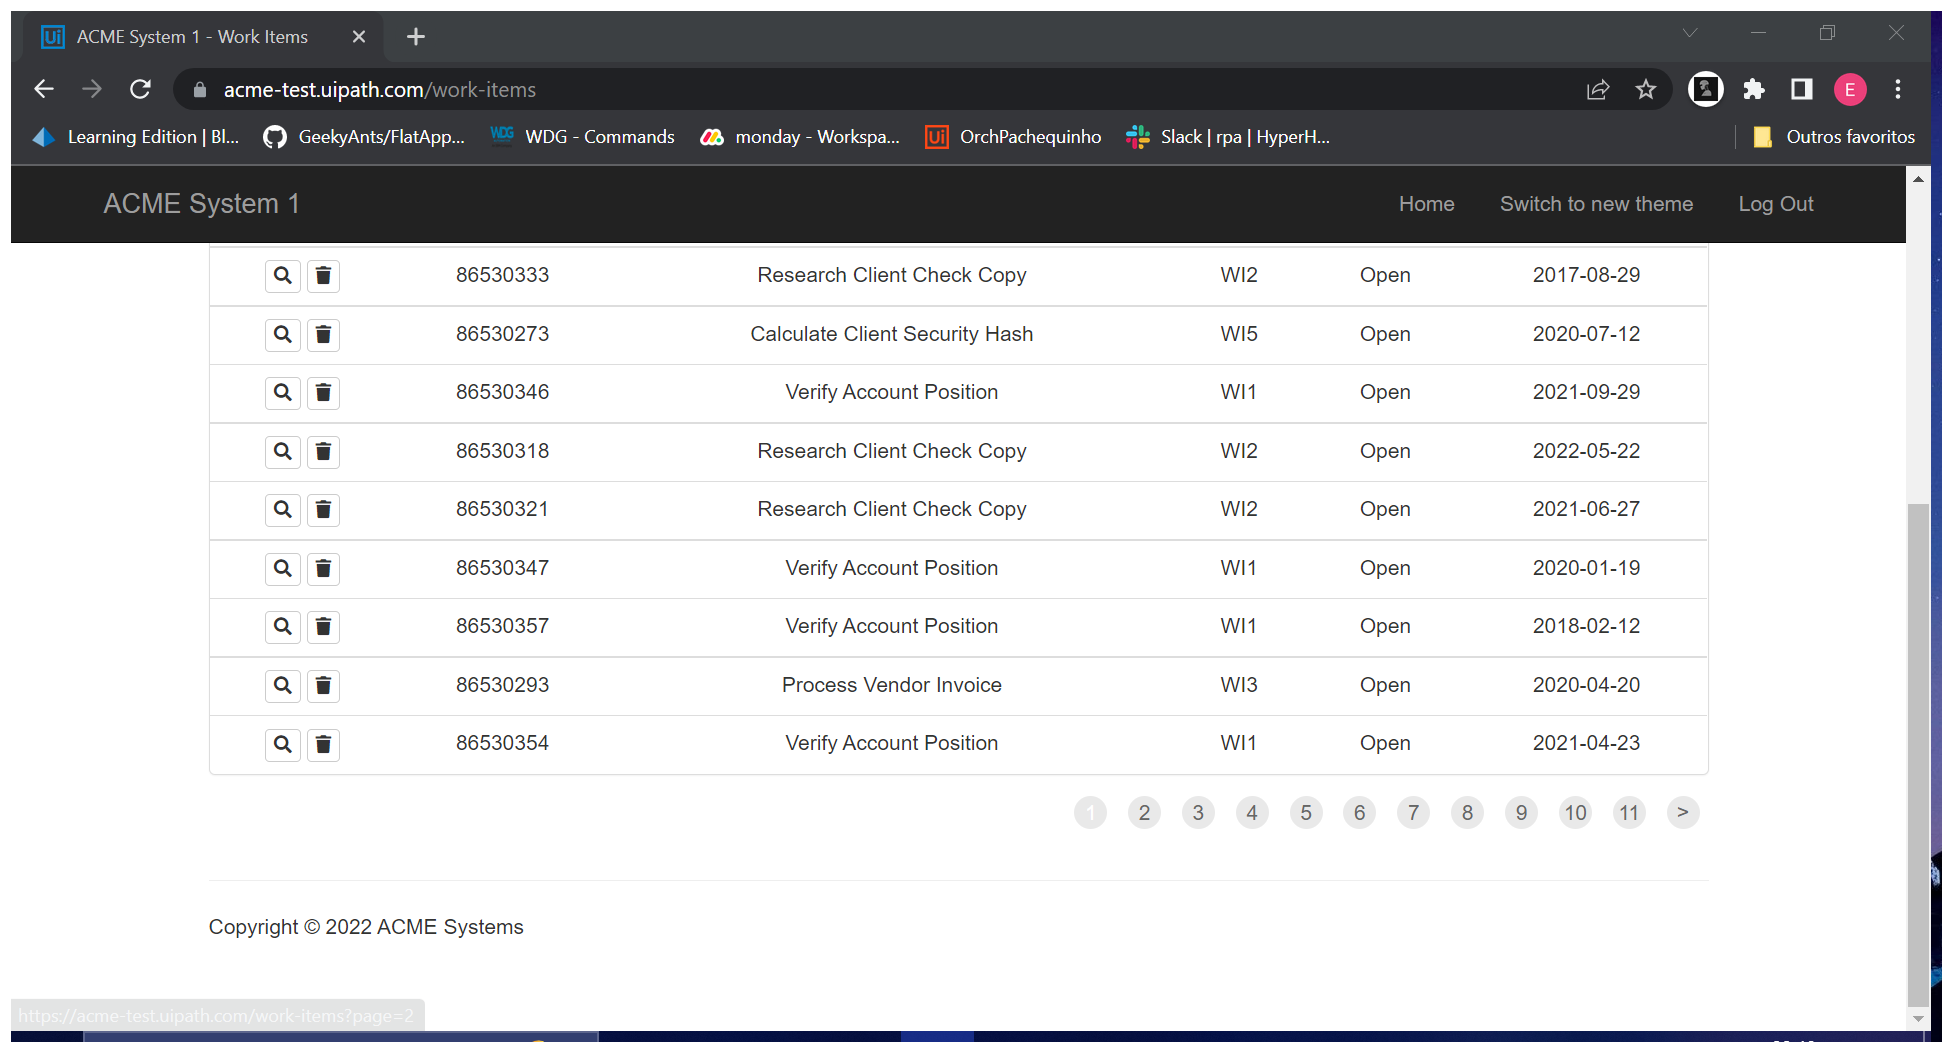 ACME System 1 - Work Items
acme-test.uipath.com/work-items
E
Learning Edition | Bl... GeekyAnts/FlatApp... WDG WDG - Commands monday - Workspa... Ui OrchPachequinho Slack | rpa | HyperH... Outros favoritos
ACME System 1 Home Switch to new theme Log Out
86530333 Research Client Check Copy WI2 Open 2017-08-29
86530273 Calculate Client Security Hash WI5 Open 2020-07-12
86530346 Verify Account Position WI1 Open 2021-09-29
86530318 Research Client Check Copy WI2 Open 2022-05-22
86530321 Research Client Check Copy WI2 Open 2021-06-27
86530347 Verify Account Position WI1 Open 2020-01-19
86530357 Verify Account Position WI1 Open 2018-02-12
86530293 Process Vendor Invoice WI3 Open 2020-04-20
86530354 Verify Account Position WI1 Open 2021-04-23
1 2 3 4 5 6 7 8 9 10 11 >
Copyright © 2022 ACME Systems
https://acme-test.uipath.com/work-items?page=2